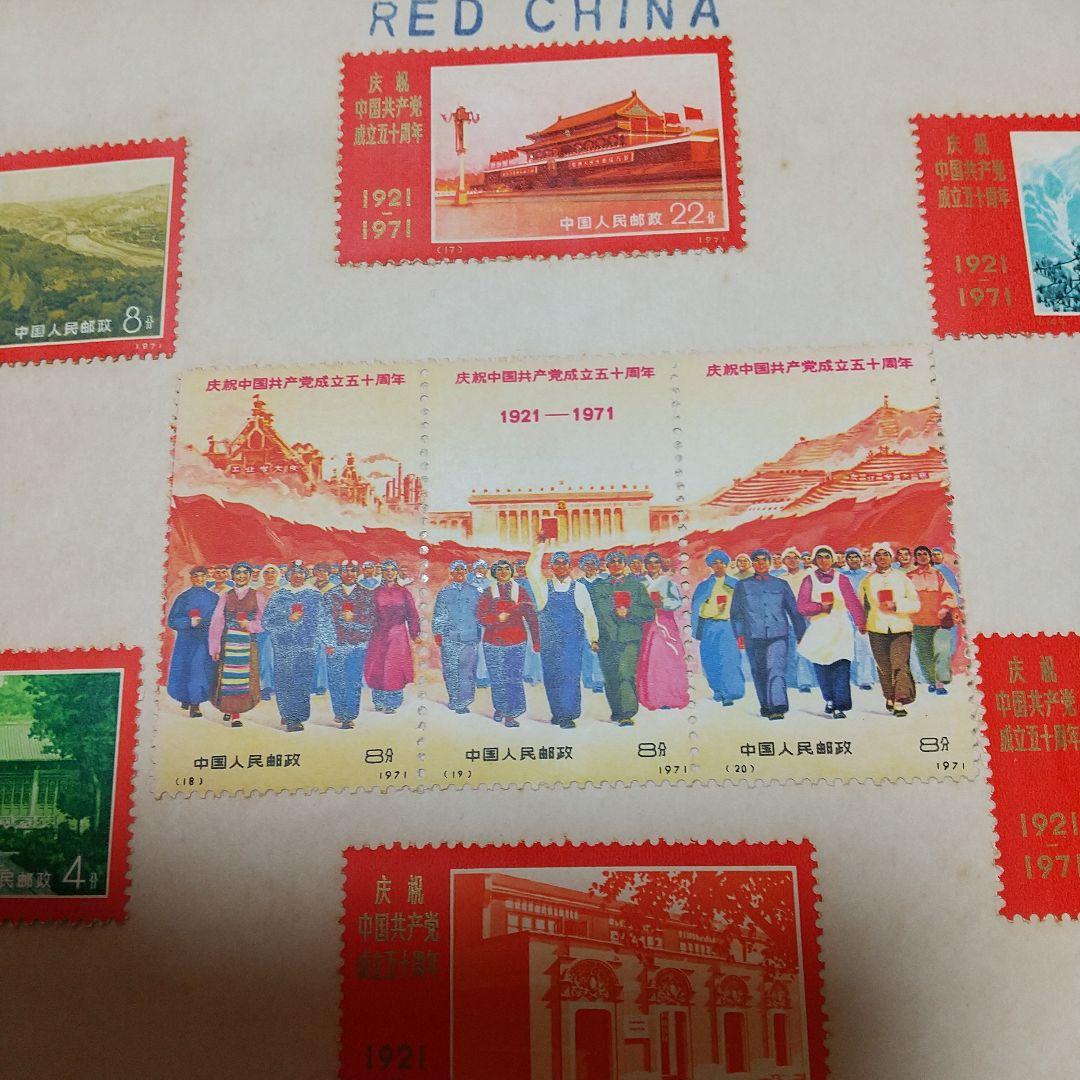 RED CHINA
庆祝
中国共产党
成立五十周年
1921
-
1971
(17)
中国人民邮政 22分
1971
中国人民邮政 8分
1971
庆祝
中国共产党
成立五十周年
1921
-
1971
庆祝中国共产党成立五十周年
工业学大庆
中国人民邮政 8分
(18) 1971
庆祝中国共产党成立五十周年
1921—1971
中国人民邮政 8分
(19) 1971
庆祝中国共产党成立五十周年
中国人民邮政 8分
(20) 1971
民邮政 4分
庆祝
中国共产党
成立五十周年
1921
-
1971
庆祝
中国共产党
成立五十周年
1921